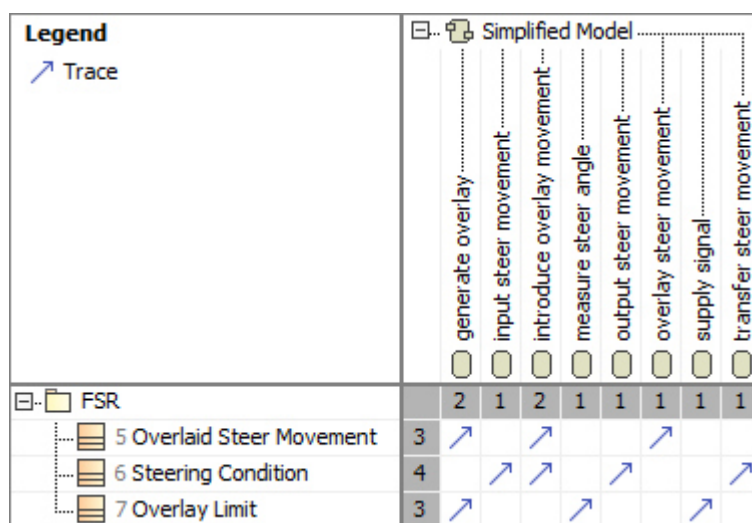 Legend
Trace
Simplified Model
generate overlay
input steer movement
introduce overlay movement
measure steer angle
output steer movement
overlay steer movement
supply signal
transfer steer movement
FSR 2 1 2 1 1 1 1 1
5 Overlaid Steer Movement 3
6 Steering Condition 4
7 Overlay Limit 3